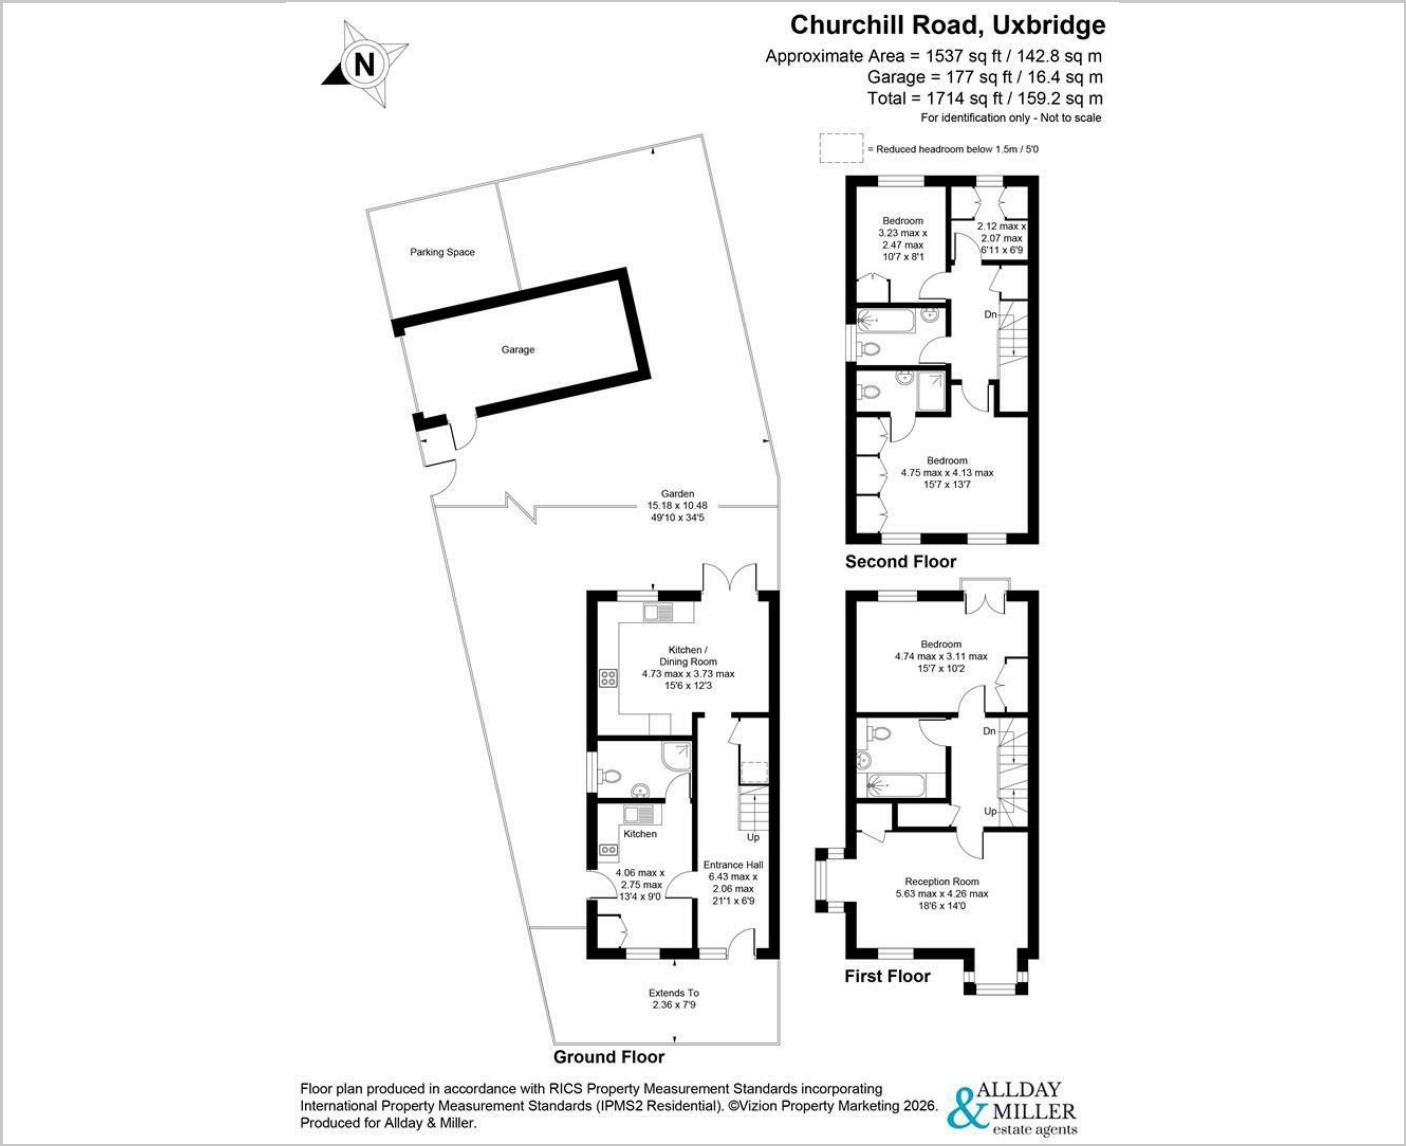 N
Churchill Road, Uxbridge
Approximate Area = 1537 sq ft / 142.8 sq m
Garage = 177 sq ft / 16.4 sq m
Total = 1714 sq ft / 159.2 sq m
For identification only - Not to scale
= Reduced headroom below 1.5m / 5'0
Parking Space
Garage
Garden
15.18 x 10.48
49'10 x 34'5
Kitchen /
Dining Room
4.73 max x 3.73 max
15'6 x 12'3
Kitchen
4.06 max x
2.75 max
13'4 x 9'0
Up
Entrance Hall
6.43 max x
2.06 max
21'1 x 6'9
Extends To
2.36 x 7'9
Ground Floor
Bedroom
3.23 max x
2.47 max
10'7 x 8'1
2.12 max x
2.07 max
6'11 x 6'9
Dn
Bedroom
4.75 max x 4.13 max
15'7 x 13'7
Second Floor
Bedroom
4.74 max x 3.11 max
15'7 x 10'2
Dn
Up
Reception Room
5.63 max x 4.26 max
18'6 x 14'0
First Floor
Floor plan produced in accordance with RICS Property Measurement Standards incorporating
International Property Measurement Standards (IPMS2 Residential). ©Vizion Property Marketing 2026.
Produced for Allday & Miller.
ALLDAY
& MILLER
estate agents